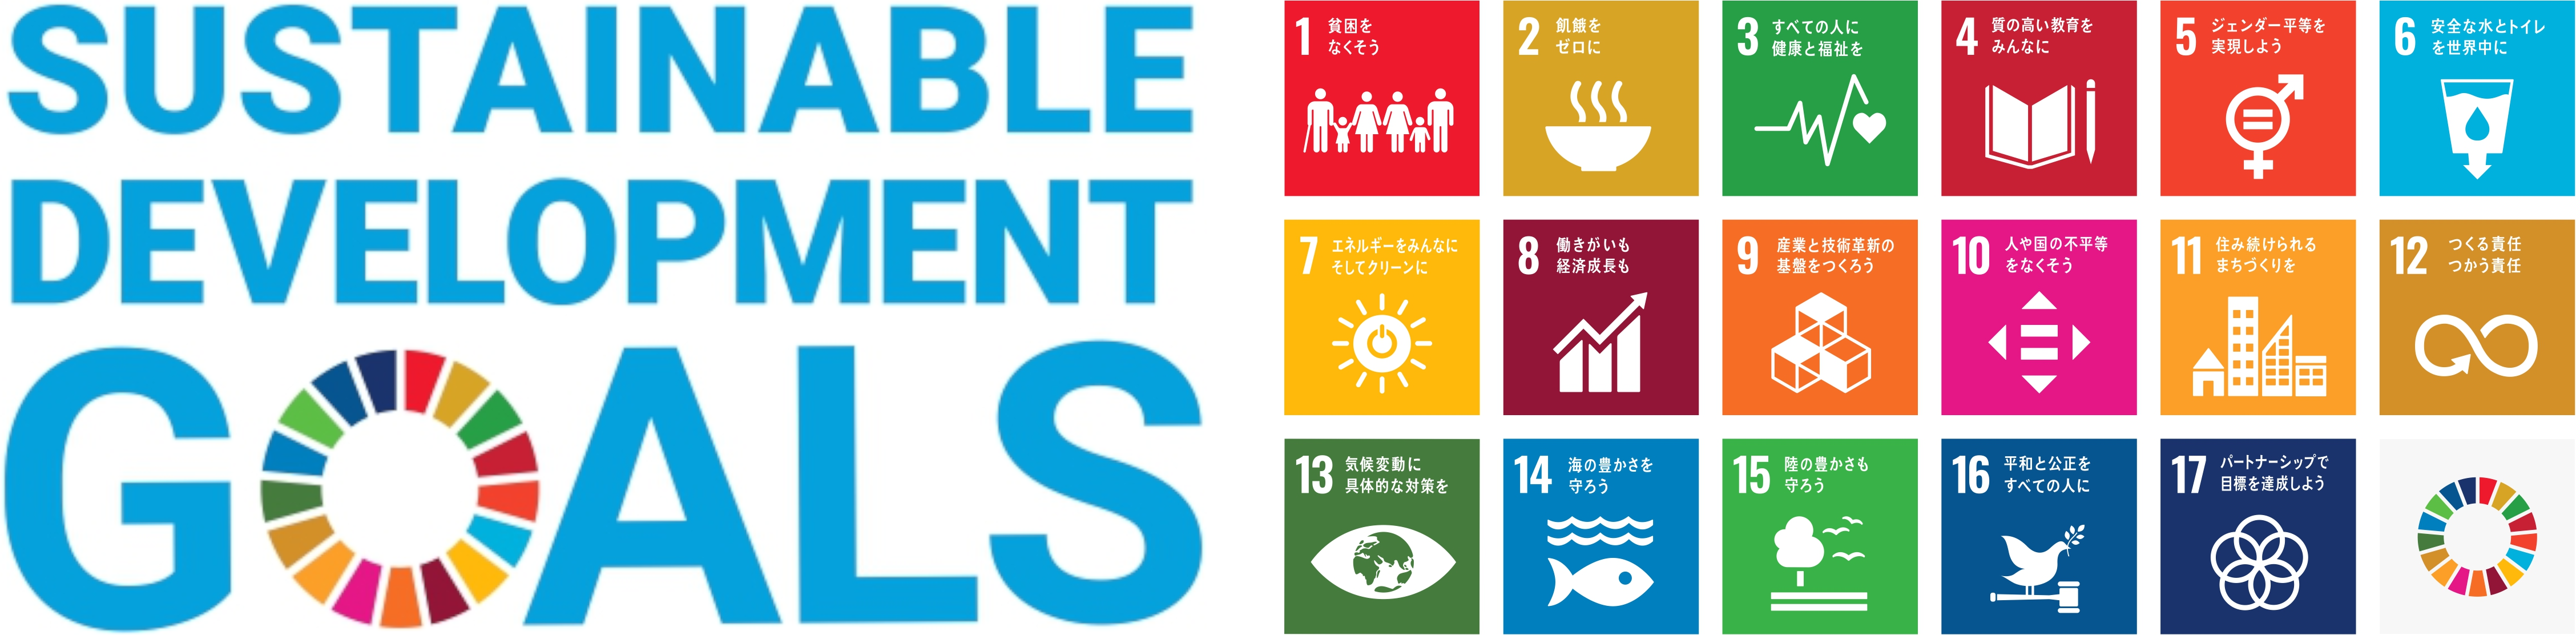 SUSTAINABLE
DEVELOPMENT
GOALS
1 貧困を
なくそう
2 飢餓を
ゼロに
3 すべての人に
健康と福祉を
4 質の高い教育を
みんなに
5 ジェンダー平等を
実現しよう
6 安全な水とトイレ
を世界中に
7 エネルギーをみんなに
そしてクリーンに
8 働きがいも
経済成長も
9 産業と技術革新の
基盤をつくろう
10 人や国の不平等
をなくそう
11 住み続けられる
まちづくりを
12 つくる責任
つかう責任
13 気候変動に
具体的な対策を
14 海の豊かさを
守ろう
15 陸の豊かさも
守ろう
16 平和と公正を
すべての人に
17 パートナーシップで
目標を達成しよう